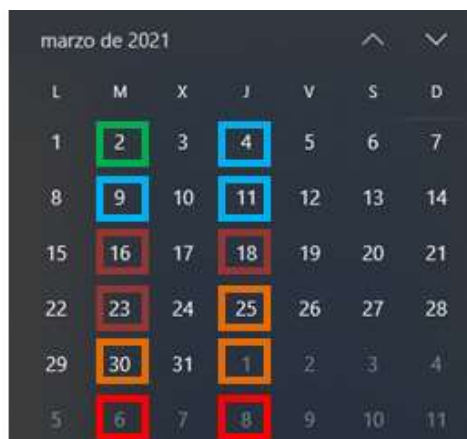 marzo de 2021
L M X J V S D
1 2 3 4 5 6 7
8 9 10 11 12 13 14
15 16 17 18 19 20 21
22 23 24 25 26 27 28
29 30 31 1 2 3 4
5 6 7 8 9 10 11